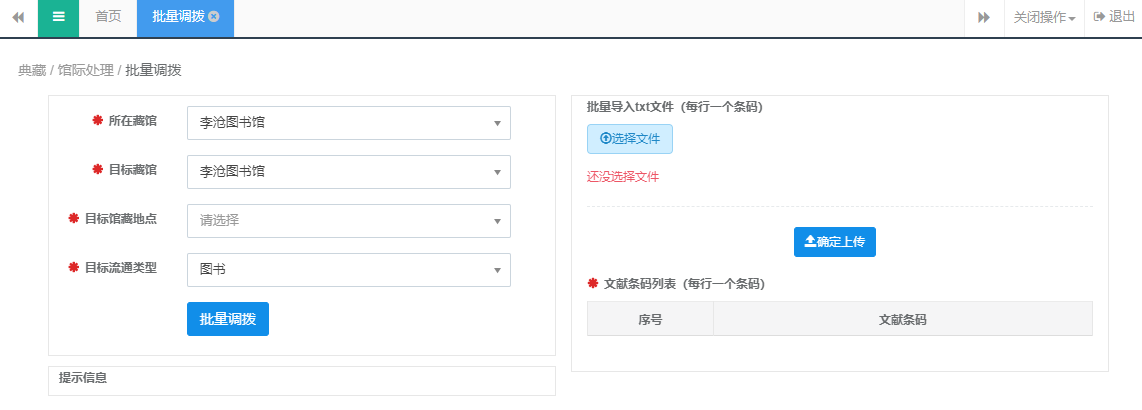 首页
批量调拨
关闭操作
退出
典藏 / 馆际处理 / 批量调拨
所在藏馆
李沧图书馆
目标藏馆
李沧图书馆
目标馆藏地点
请选择
目标流通类型
图书
批量调拨
提示信息
批量导入txt文件（每行一个条码）
选择文件
还没选择文件
确定上传
文献条码列表（每行一个条码）
序号
文献条码